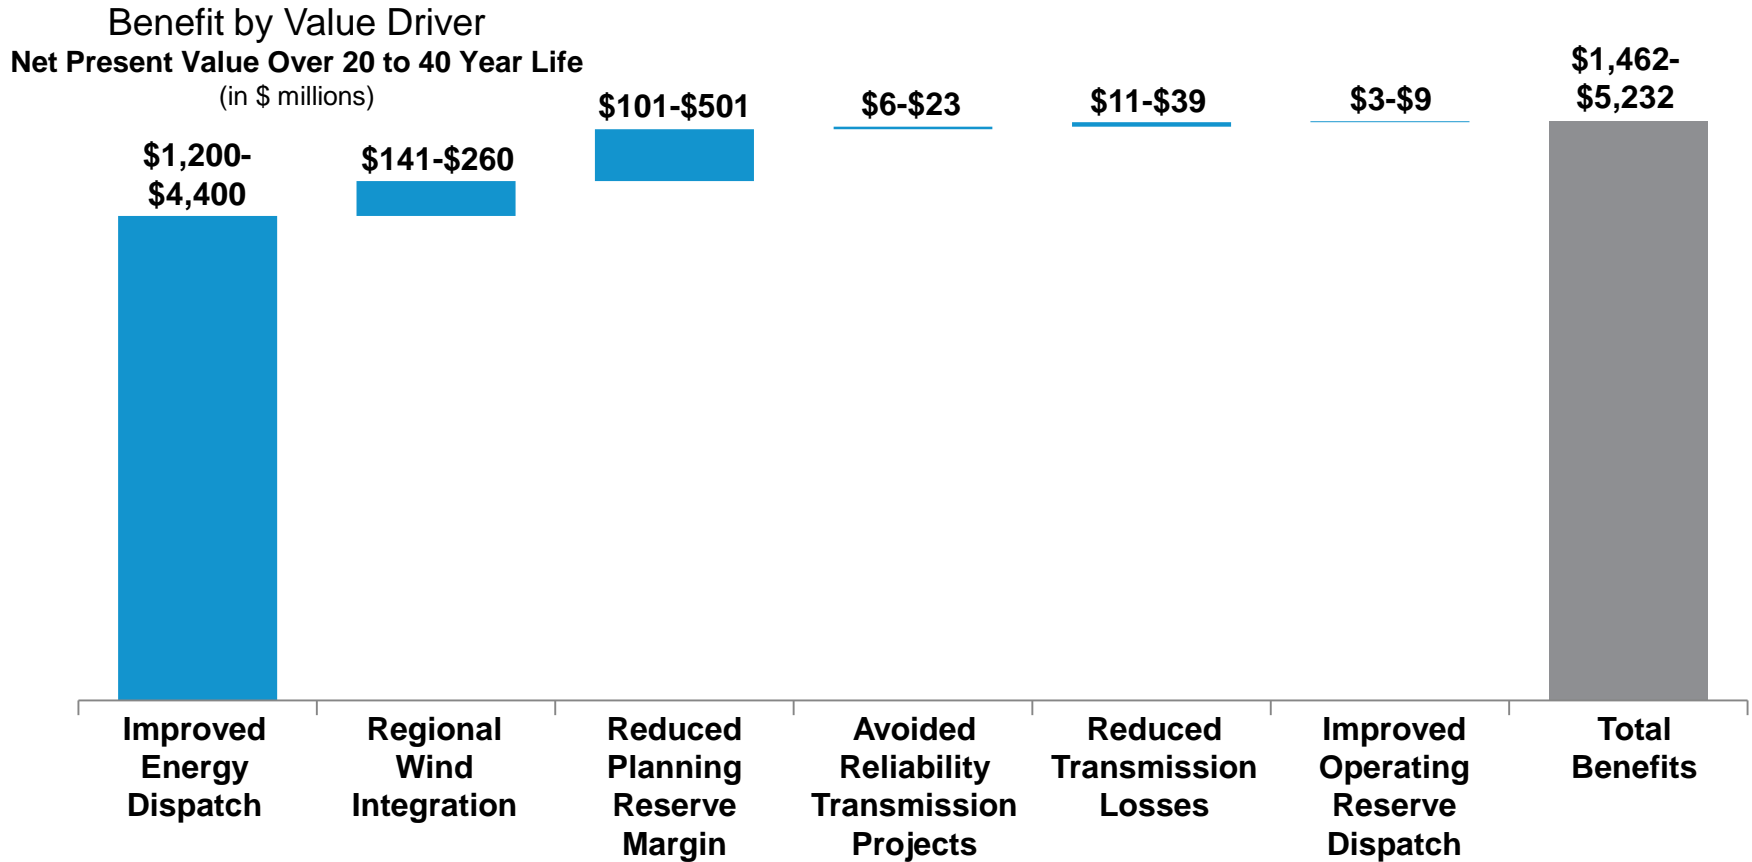 Benefit by Value Driver
Net Present Value Over 20 to 40 Year Life
(in $ millions)
$1,200-
$4,400
$141-$260
$101-$501
$6-$23
$11-$39
$3-$9
$1,462-
$5,232
Improved
Energy
Dispatch
Regional
Wind
Integration
Reduced
Planning
Reserve
Margin
Avoided
Reliability
Transmission
Projects
Reduced
Transmission
Losses
Improved
Operating
Reserve
Dispatch
Total
Benefits